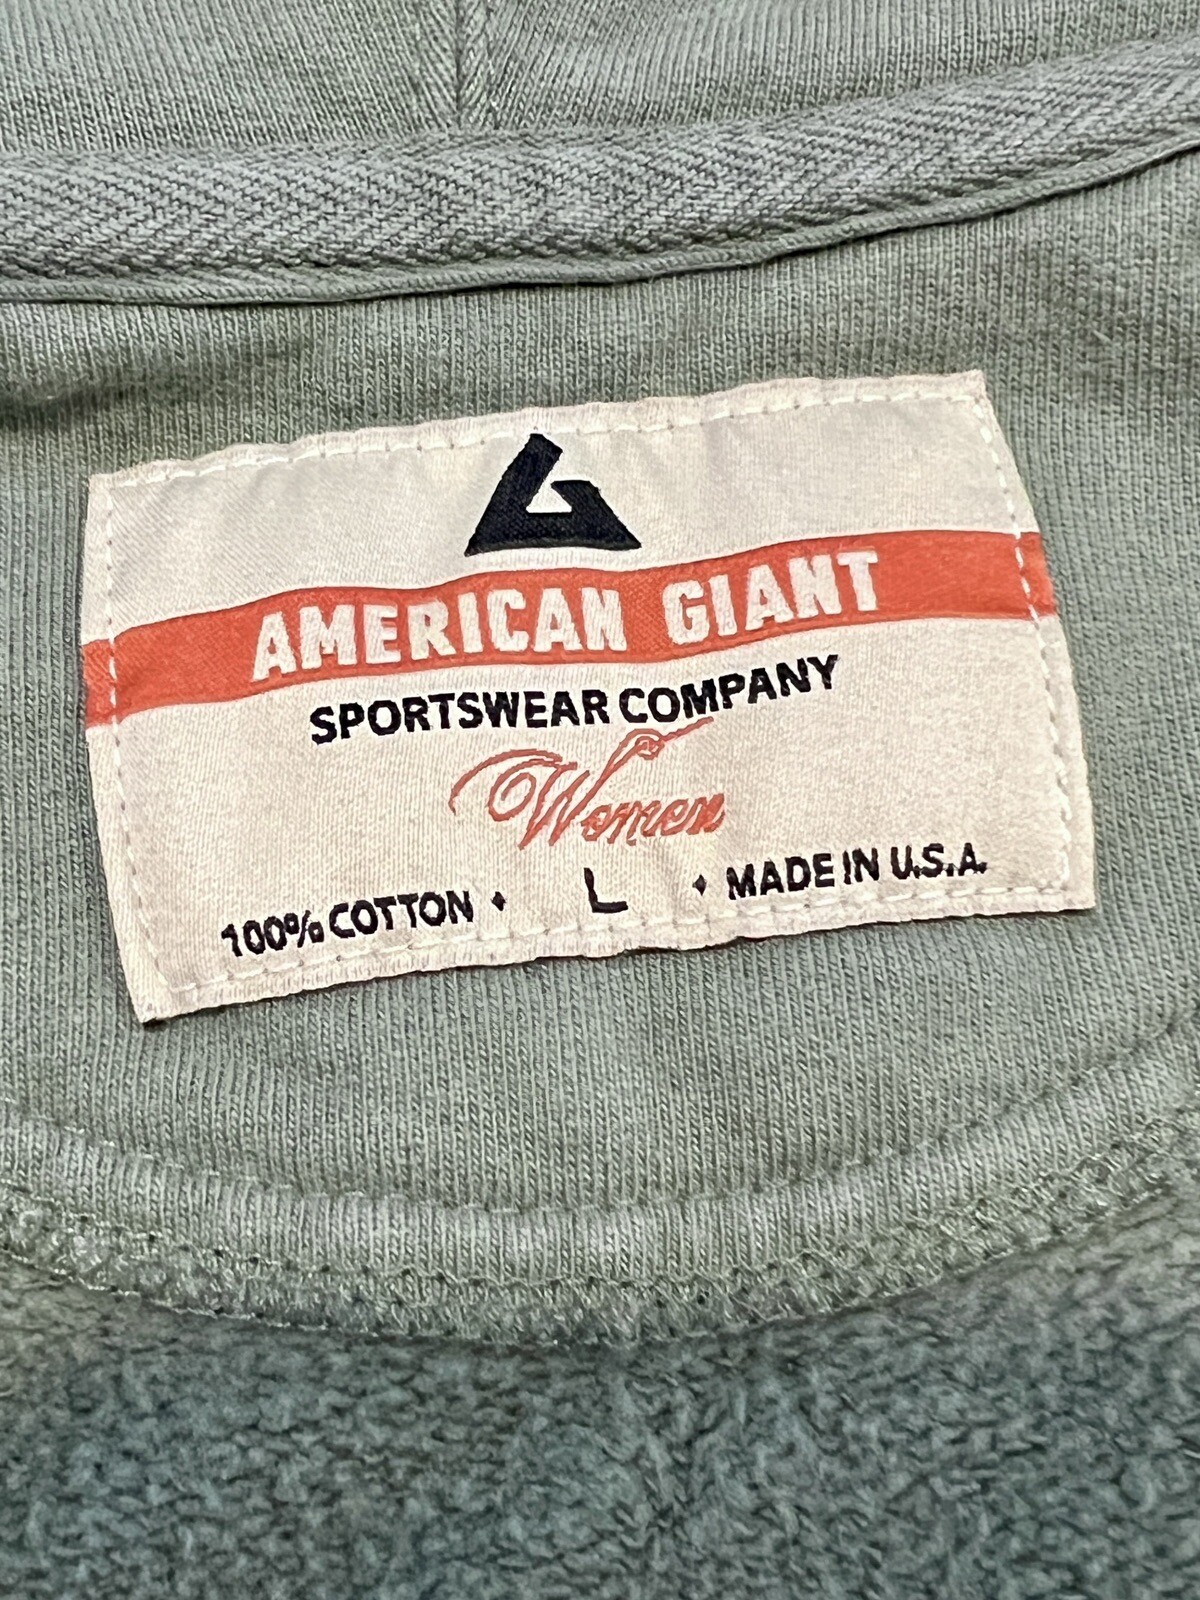 AMERICAN GIANT
SPORTSWEAR COMPANY
Women
100% COTTON • L • MADE IN U.S.A.